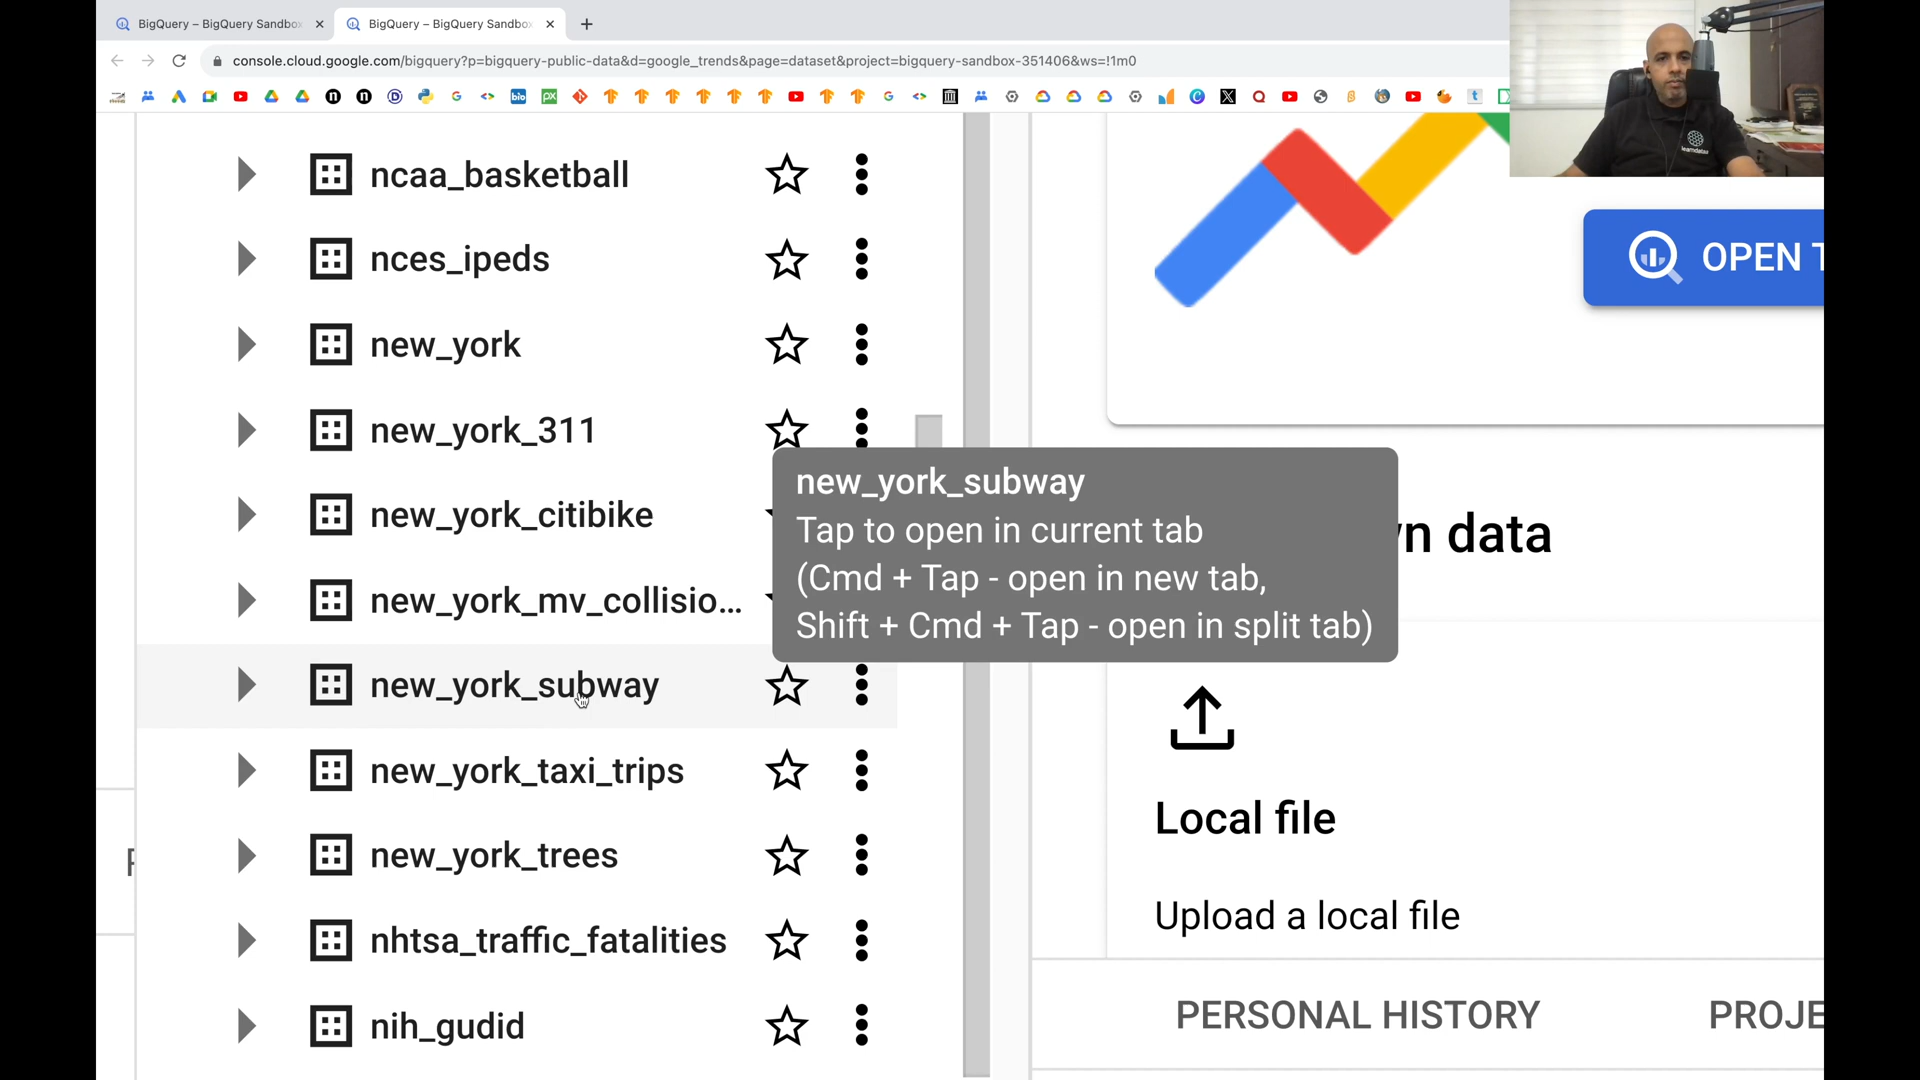 BigQuery – BigQuery Sandbox
BigQuery – BigQuery Sandbox
console.cloud.google.com/bigquery?p=bigquery-public-data&d=google_trends&page=dataset&project=bigquery-sandbox-351406&ws=!1m0
ncaa_basketball
nces_ipeds
OPEN T
new_york
new_york_311
new_york_subway
Tap to open in current tab
(Cmd + Tap - open in new tab,
Shift + Cmd + Tap - open in split tab)
new_york_citibike
wn data
new_york_mv_collisio...
new_york_subway
new_york_taxi_trips
Local file
new_york_trees
Upload a local file
nhtsa_traffic_fatalities
nih_gudid
PERSONAL HISTORY
PROJE